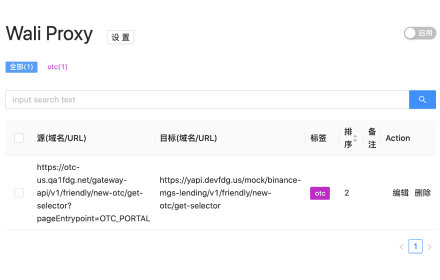 Wali Proxy 设 置 启用
全部(1) otc(1)
input search text
源(域名/URL) 目标(域名/URL) 标签 排序 备注 Action
https://otc-
us.qa1fdg.net/gateway-
api/v1/friendly/new-otc/get-
selector?
pageEntrypoint=OTC_PORTAL
https://yapi.devfdg.us/mock/binance-
mgs-lending/v1/friendly/new-
otc/get-selector
otc 2 编辑 删除
1